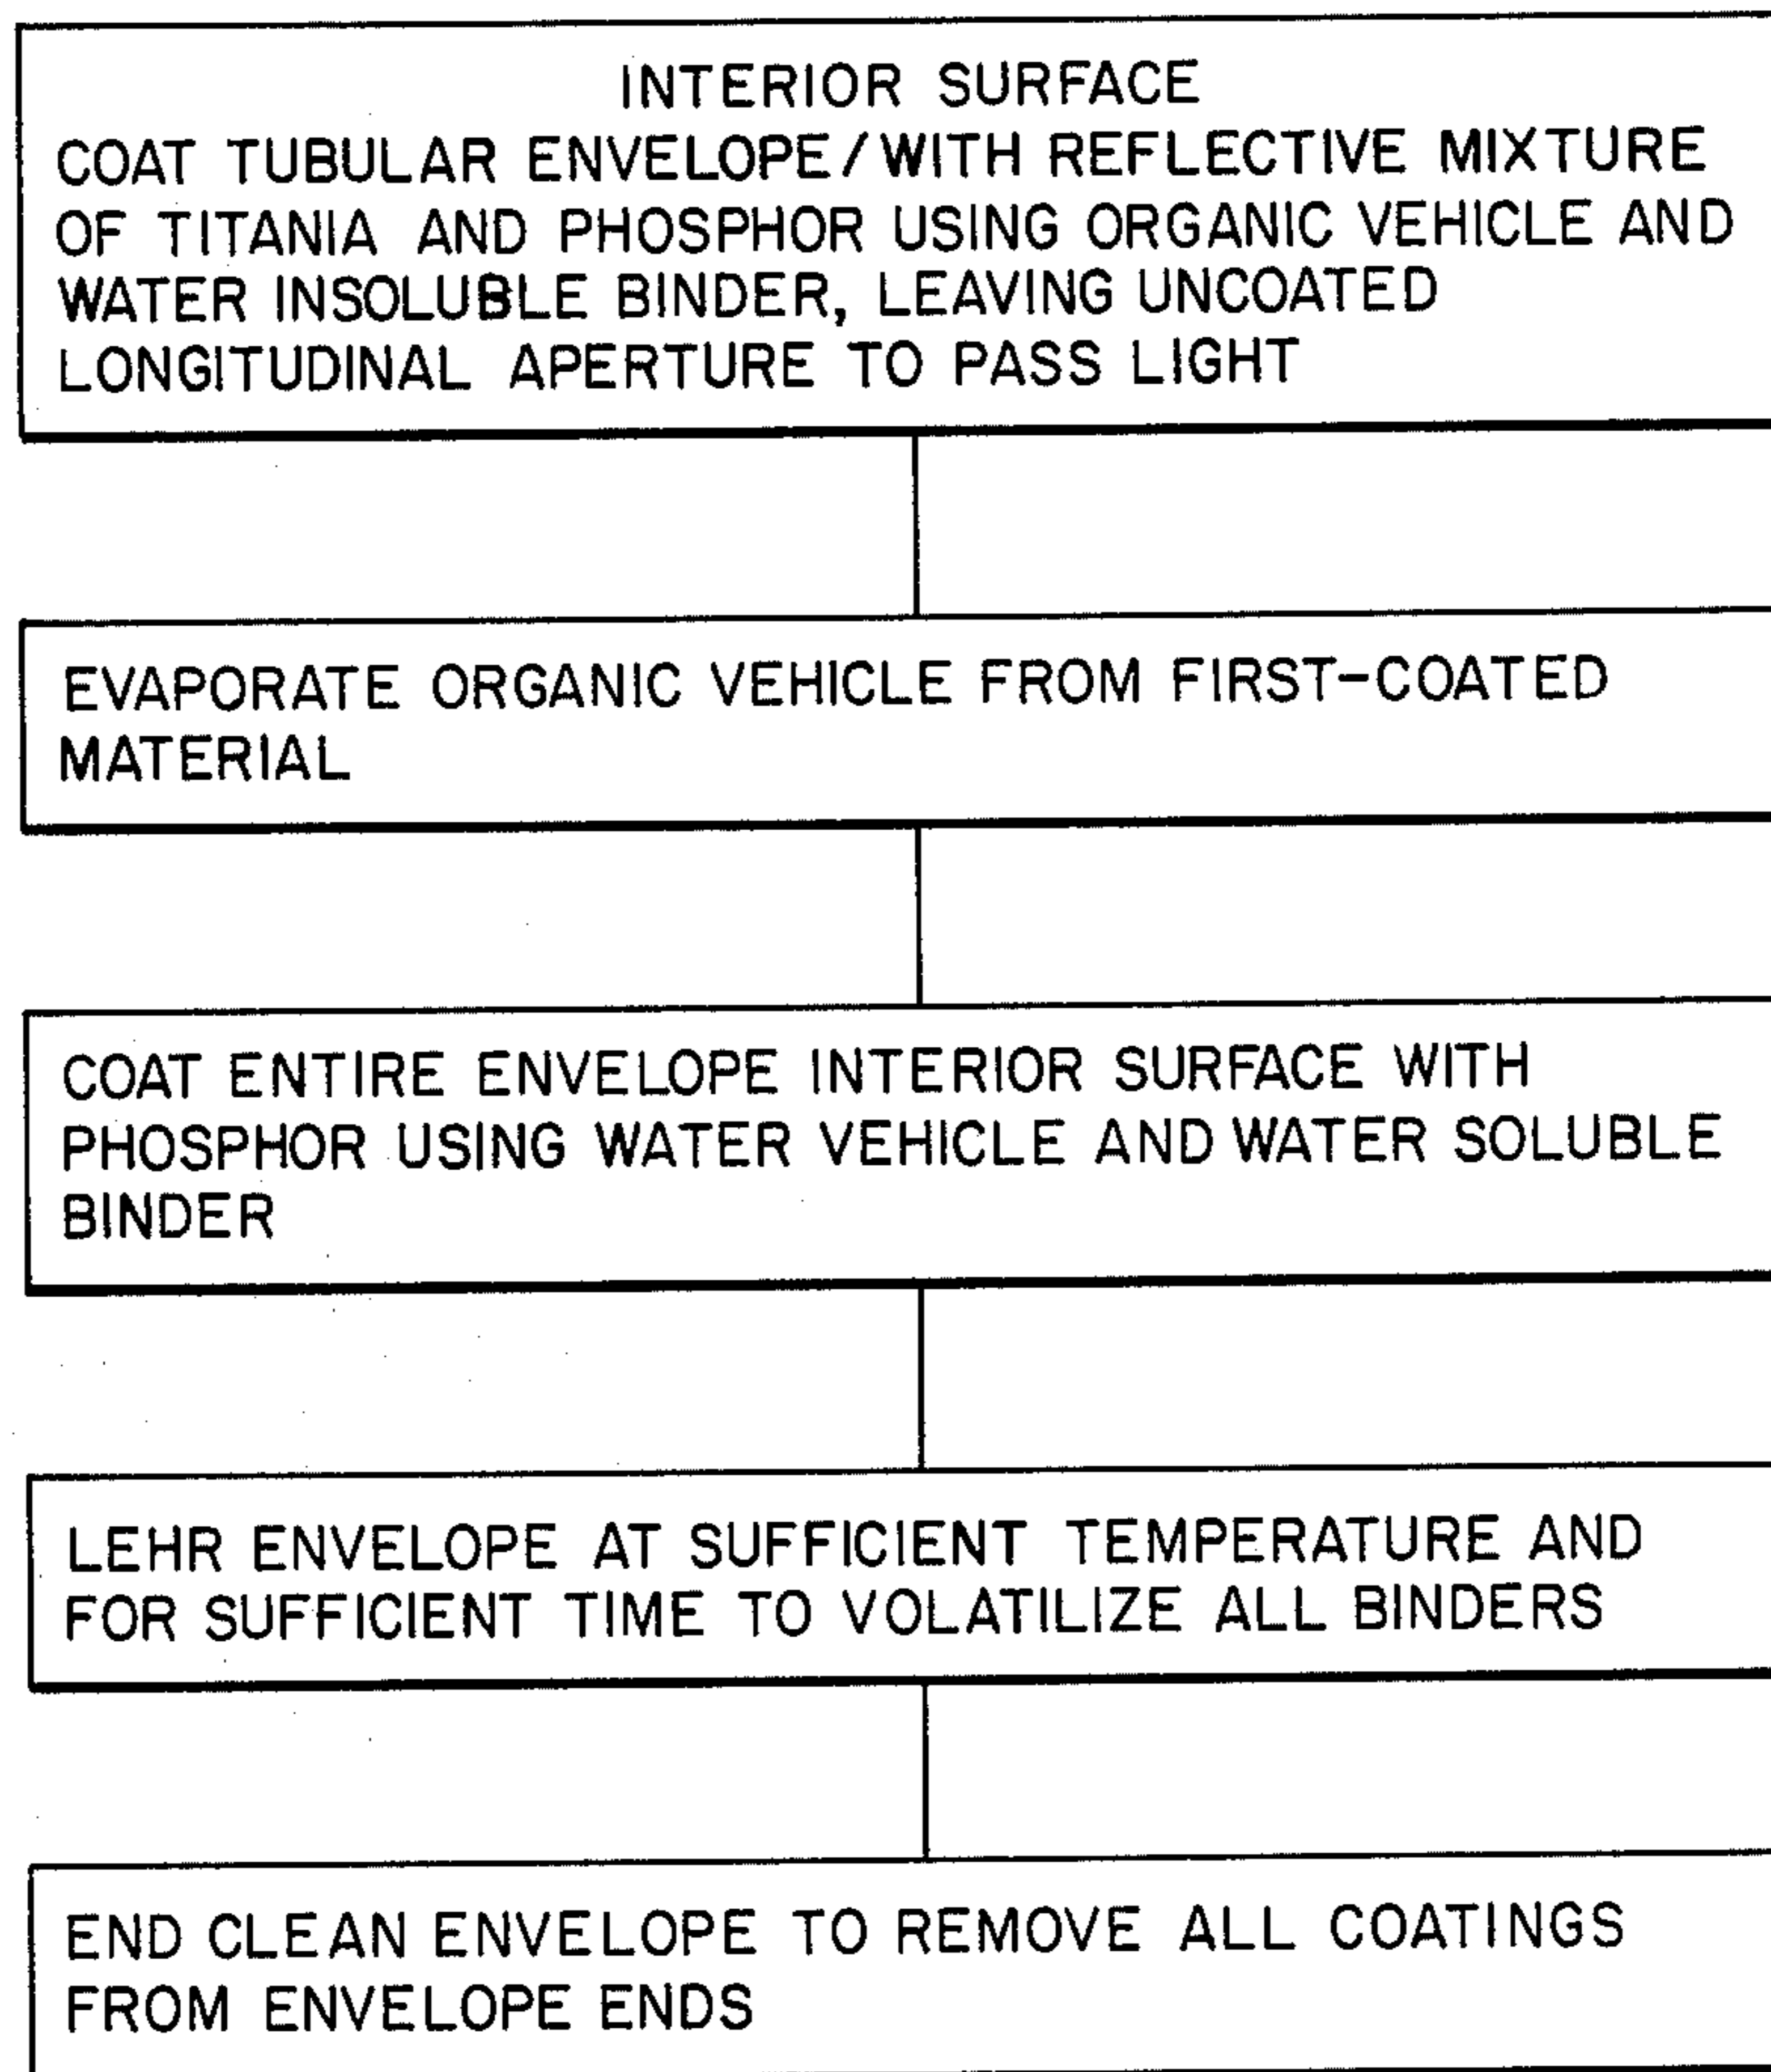 INTERIOR SURFACE
COAT TUBULAR ENVELOPE/WITH REFLECTIVE MIXTURE
OF TITANIA AND PHOSPHOR USING ORGANIC VEHICLE AND
WATER INSOLUBLE BINDER, LEAVING UNCOATED
LONGITUDINAL APERTURE TO PASS LIGHT
EVAPORATE ORGANIC VEHICLE FROM FIRST-COATED
MATERIAL
COAT ENTIRE ENVELOPE INTERIOR SURFACE WITH
PHOSPHOR USING WATER VEHICLE AND WATER SOLUBLE
BINDER
LEHR ENVELOPE AT SUFFICIENT TEMPERATURE AND
FOR SUFFICIENT TIME TO VOLATILIZE ALL BINDERS
END CLEAN ENVELOPE TO REMOVE ALL COATINGS
FROM ENVELOPE ENDS